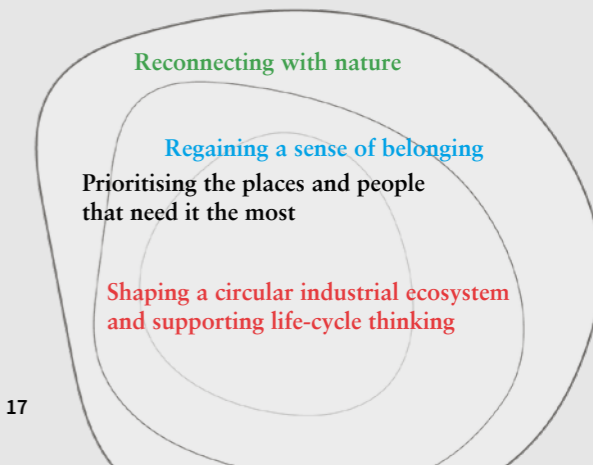 Reconnecting with nature
Regaining a sense of belonging
Prioritising the places and people
that need it the most
Shaping a circular industrial ecosystem
and supporting life-cycle thinking
17